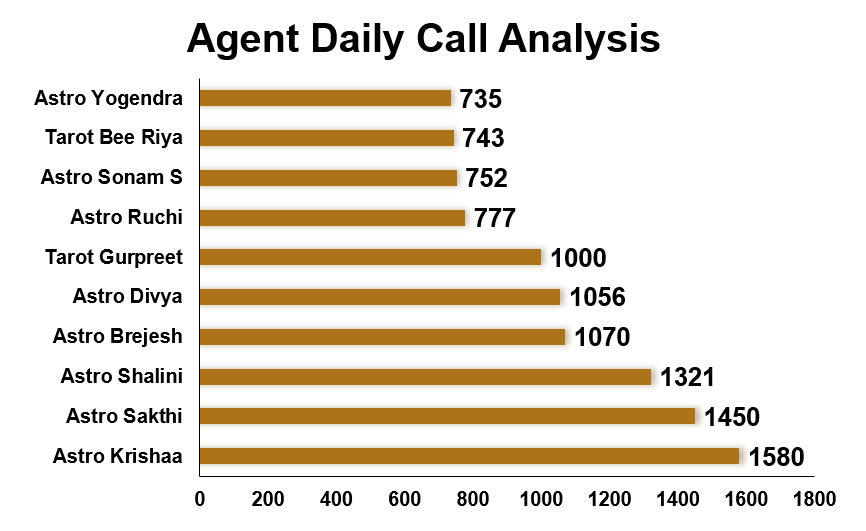 Agent Daily Call Analysis
Astro Yogendra 735
Tarot Bee Riya 743
Astro Sonam S 752
Astro Ruchi 777
Tarot Gurpreet 1000
Astro Divya 1056
Astro Brejesh 1070
Astro Shalini 1321
Astro Sakthi 1450
Astro Krishaa 1580
0 200 400 600 800 1000 1200 1400 1600 1800